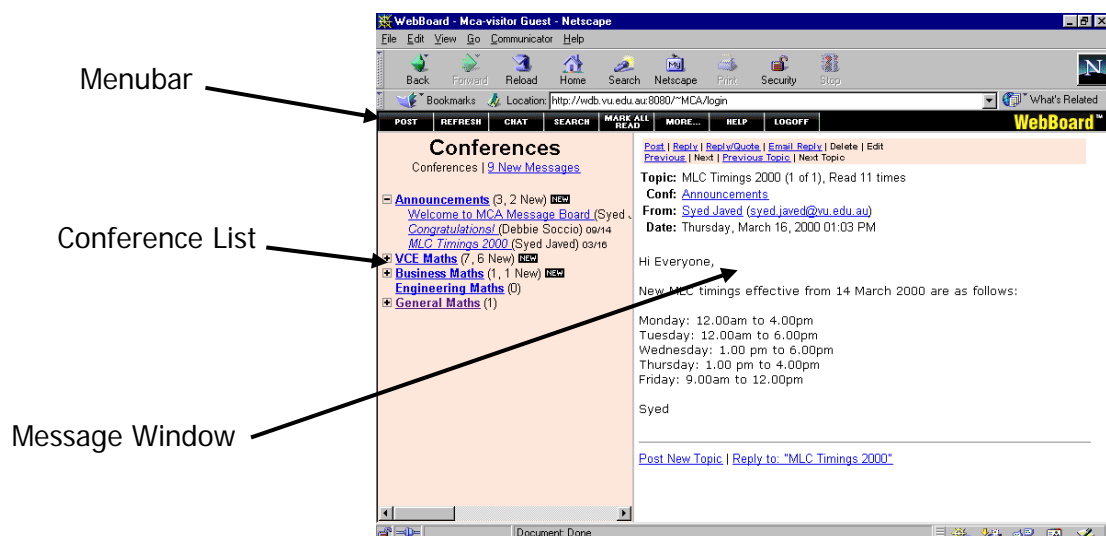 WebBoard - Mca-visitor Guest - Netscape
File Edit View Go Communicator Help
Back Forward Reload Home Search Netscape Print Security Stop
N
Bookmarks Location: http://wdb.vu.edu.au:8080/~MCA/login What's Related
POST REFRESH CHAT SEARCH MARK ALL READ MORE... HELP LOGOFF WebBoard™
Menubar
Conferences
Conferences | 9 New Messages
Announcements (3, 2 New) NEW
Welcome to MCA Message Board (Syed
Congratulations! (Debbie Soccio) 09/14
MLC Timings 2000 (Syed Javed) 03/16
VCE Maths (7, 6 New) NEW
Business Maths (1, 1 New) NEW
Engineering Maths (0)
General Maths (1)
Conference List
Message Window
Post | Reply | Reply/Quote | Email Reply | Delete | Edit
Previous | Next | Previous Topic | Next Topic
Topic: MLC Timings 2000 (1 of 1), Read 11 times
Conf: Announcements
From: Syed Javed (syed.javed@vu.edu.au)
Date: Thursday, March 16, 2000 01:03 PM
Hi Everyone,
New MLC timings effective from 14 March 2000 are as follows:
Monday: 12.00am to 4.00pm
Tuesday: 12.00am to 6.00pm
Wednesday: 1.00 pm to 6.00pm
Thursday: 1.00 pm to 4.00pm
Friday: 9.00am to 12.00pm
Syed
Post New Topic | Reply to: "MLC Timings 2000"
Document: Done